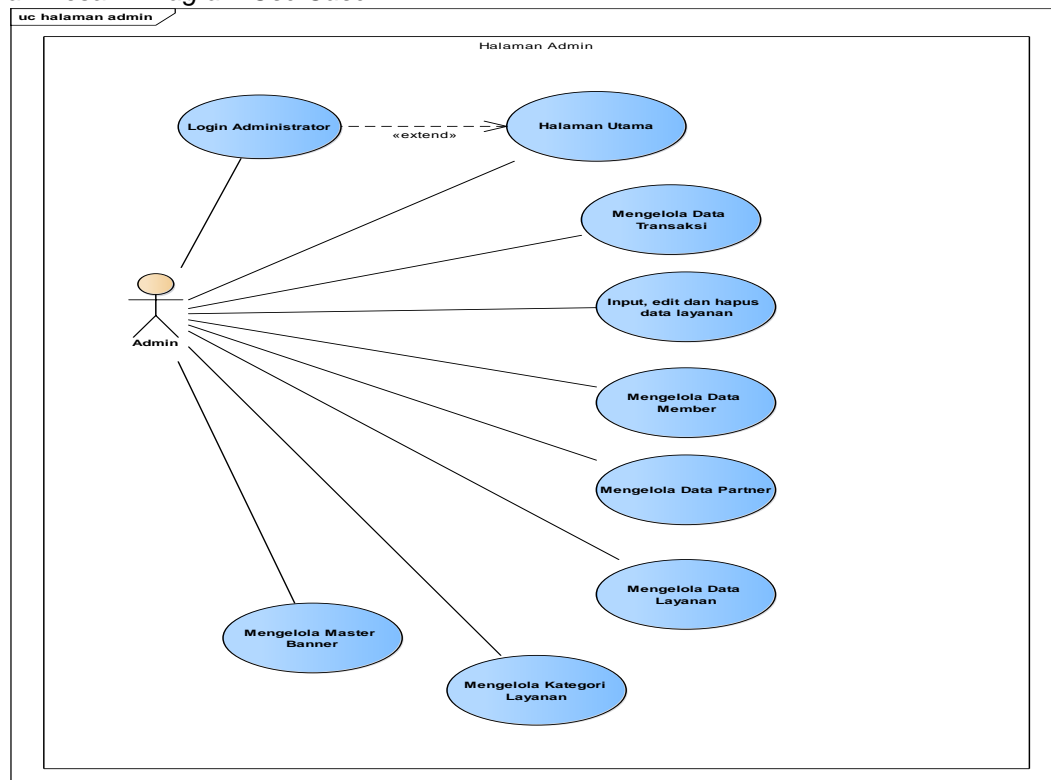 uc halaman admin
Halaman Admin
Login Administrator
«extend»
Halaman Utama
Mengelola Data
Transaksi
Input, edit dan hapus
data layanan
Admin
Mengelola Data
Member
Mengelola Data Partner
Mengelola Data
Layanan
Mengelola Master
Banner
Mengelola Kategori
Layanan